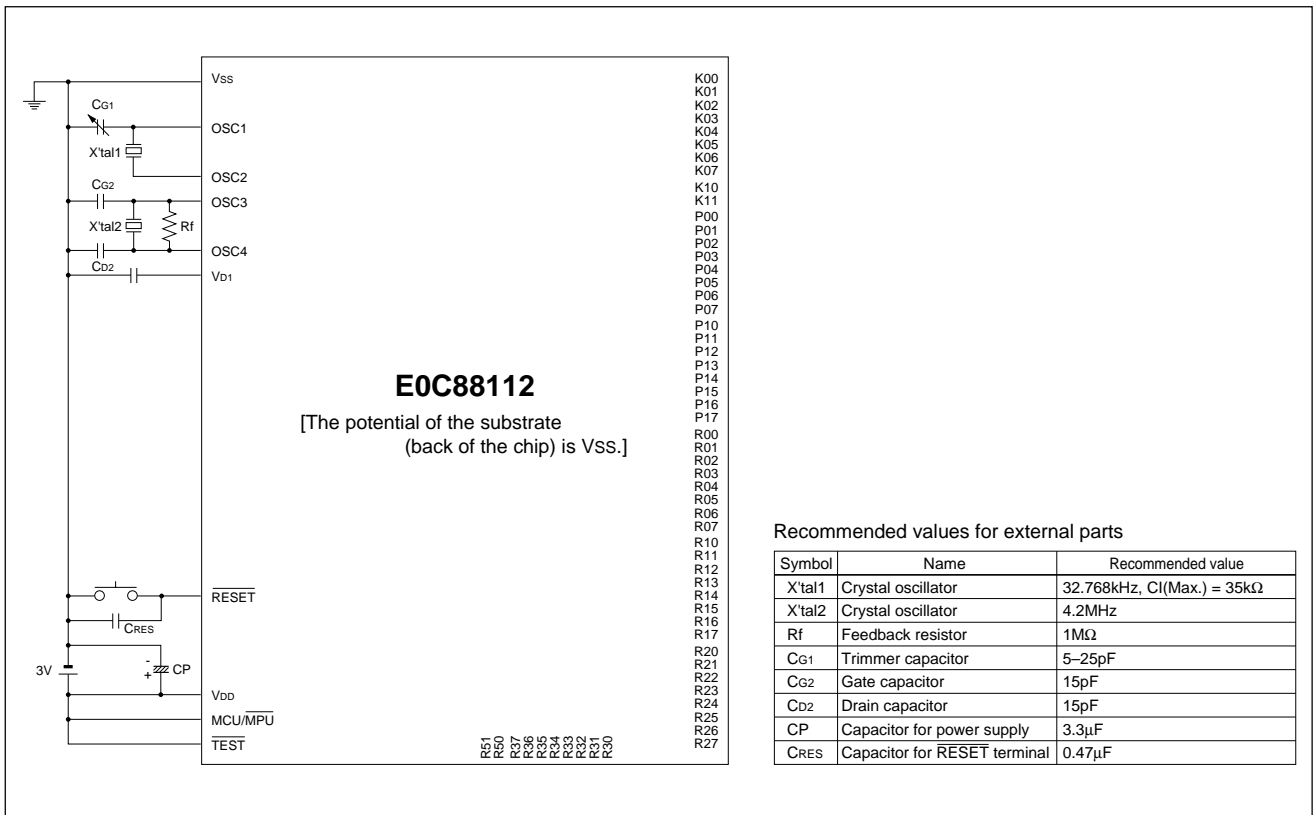 Vss
CG1
OSC1
X'tal1
OSC2
CG2
OSC3
X'tal2
Rf
OSC4
CD2
VD1
E0C88112
[The potential of the substrate
(back of the chip) is VSS.]
RESET
CRES
3V
-
+
CP
VDD
MCU/MPU
TEST
R51
R50
R37
R36
R35
R34
R33
R32
R31
R30
K00
K01
K02
K03
K04
K05
K06
K07
K10
K11
P00
P01
P02
P03
P04
P05
P06
P07
P10
P11
P12
P13
P14
P15
P16
P17
R00
R01
R02
R03
R04
R05
R06
R07
R10
R11
R12
R13
R14
R15
R16
R17
R20
R21
R22
R23
R24
R25
R26
R27
Recommended values for external parts
Symbol Name Recommended value
X'tal1 Crystal oscillator 32.768kHz, CI(Max.) = 35kΩ
X'tal2 Crystal oscillator 4.2MHz
Rf Feedback resistor 1MΩ
CG1 Trimmer capacitor 5–25pF
CG2 Gate capacitor 15pF
CD2 Drain capacitor 15pF
CP Capacitor for power supply 3.3µF
CRES Capacitor for RESET terminal 0.47µF